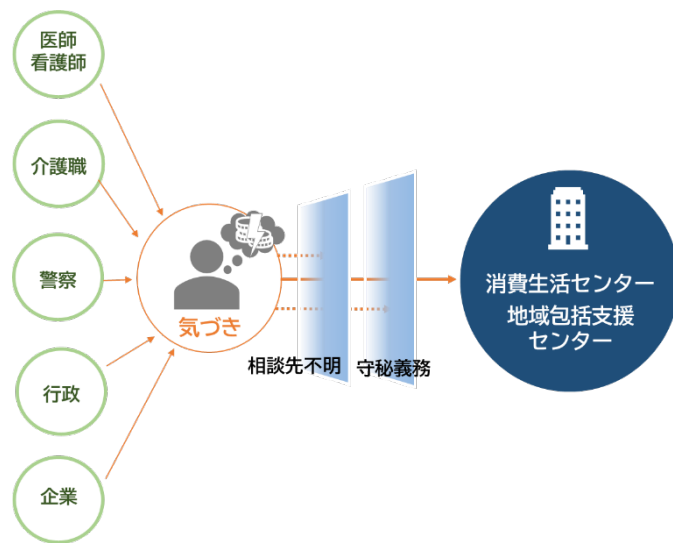 医師
看護師
介護職
警察
行政
企業
気づき
相談先不明
守秘義務
消費生活センター
地域包括支援
センター